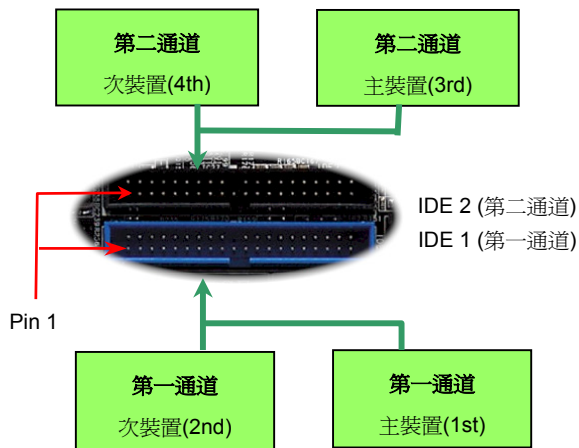 第二通道
次裝置(4th)
第二通道
主裝置(3rd)
IDE 2 (第二通道)
IDE 1 (第一通道)
Pin 1
第一通道
次裝置(2nd)
第一通道
主裝置(1st)